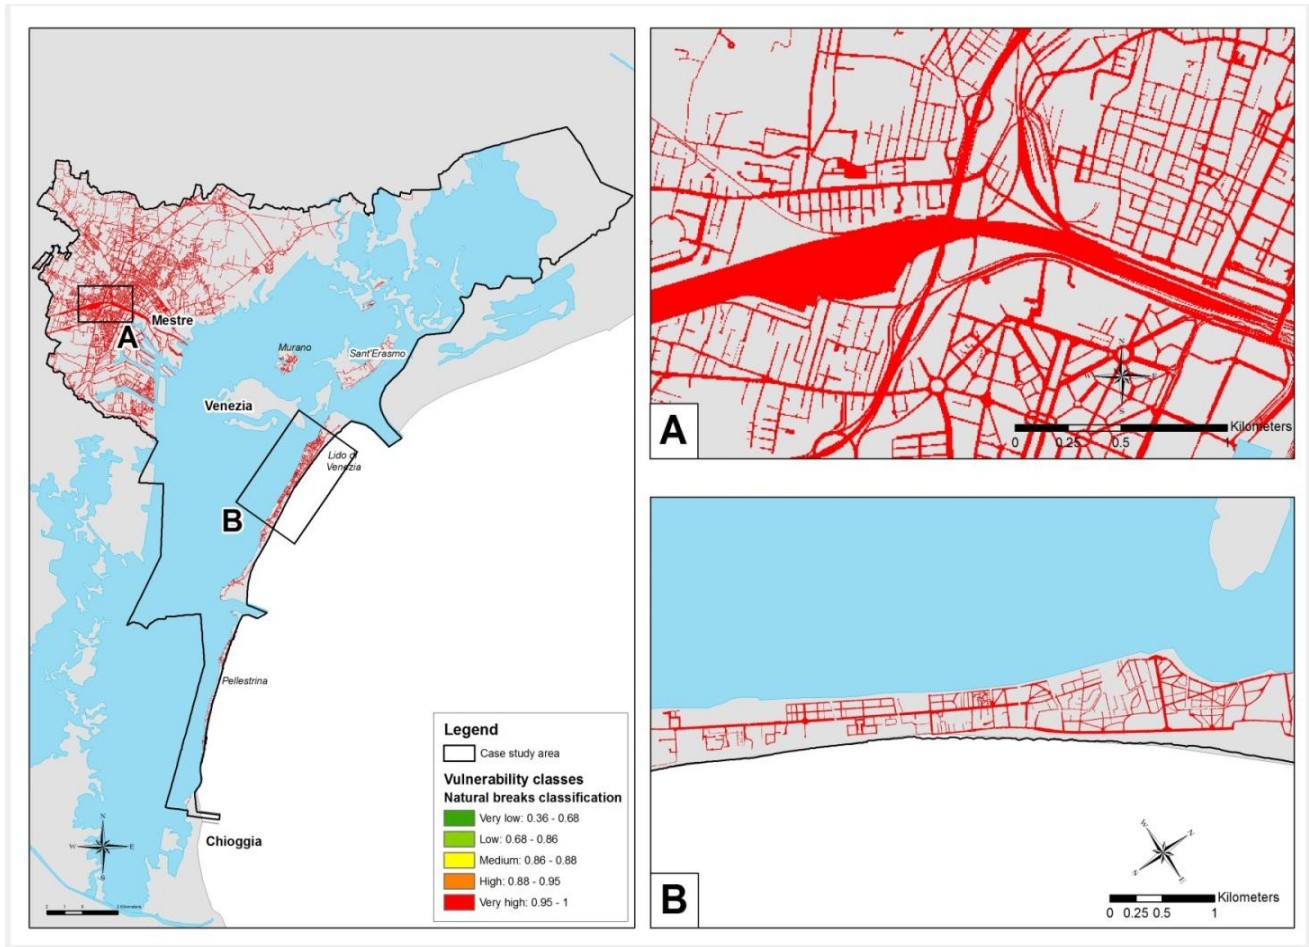 Mestre
A
Murano
Sant'Erasmo
Venezia
Lido di
Venezia
B
Pellestrina
Chioggia
N
W
E
S
Legend
Case study area
Vulnerability classes
Natural breaks classification
Very low: 0.36 - 0.68
Low: 0.68 - 0.86
Medium: 0.86 - 0.88
High: 0.88 - 0.95
Very high: 0.95 - 1
A
N
W
E
S
Kilometers
0 0.25 0.5 1
B
W
N
S
E
Kilometers
0 0.25 0.5 1